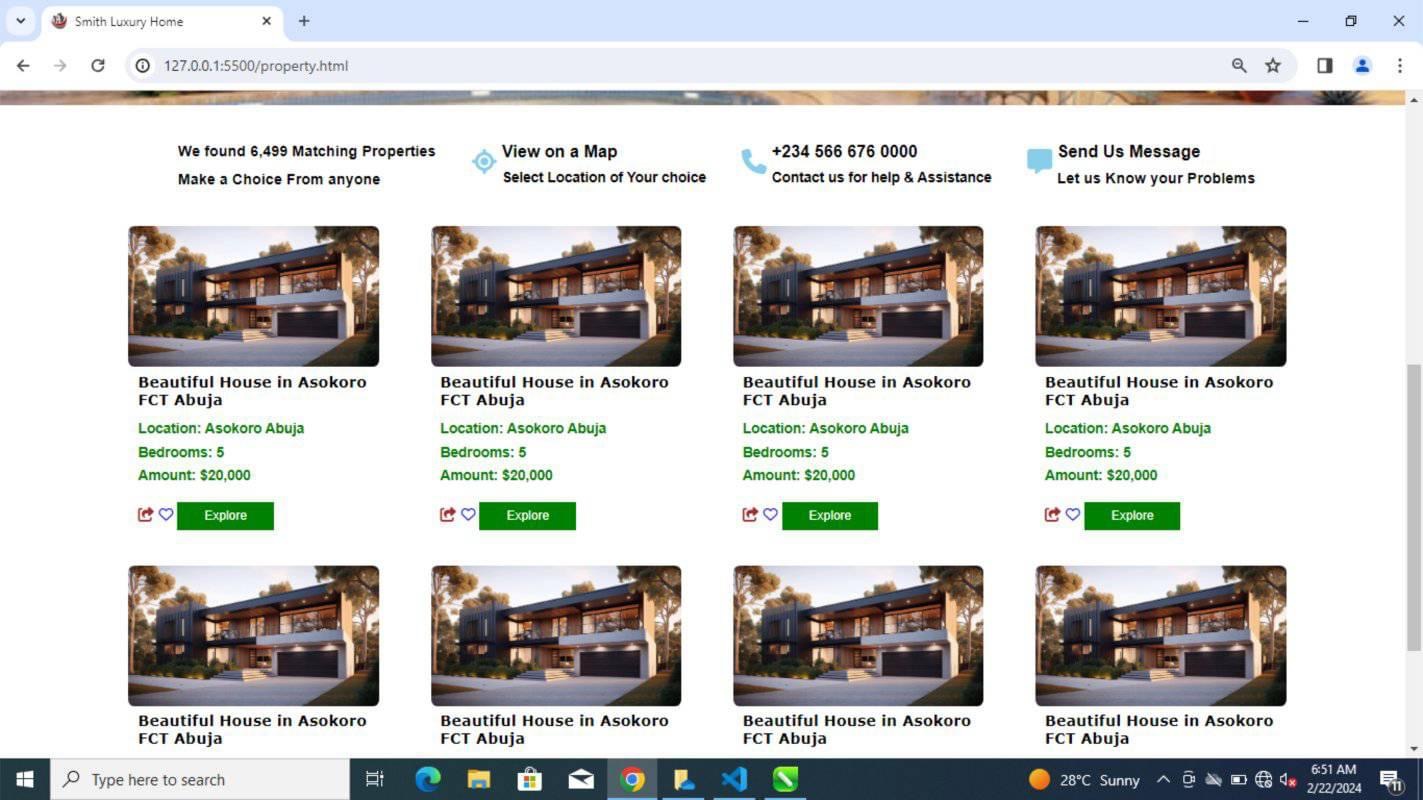 Smith Luxury Home
127.0.0.1:5500/property.html
We found 6,499 Matching Properties
Make a Choice From anyone
View on a Map
Select Location of Your choice
+234 566 676 0000
Contact us for help & Assistance
Send Us Message
Let us Know your Problems
Beautiful House in Asokoro
FCT Abuja
Location: Asokoro Abuja
Bedrooms: 5
Amount: $20,000
Explore
Beautiful House in Asokoro
FCT Abuja
Location: Asokoro Abuja
Bedrooms: 5
Amount: $20,000
Explore
Beautiful House in Asokoro
FCT Abuja
Location: Asokoro Abuja
Bedrooms: 5
Amount: $20,000
Explore
Beautiful House in Asokoro
FCT Abuja
Location: Asokoro Abuja
Bedrooms: 5
Amount: $20,000
Explore
Beautiful House in Asokoro
FCT Abuja
Beautiful House in Asokoro
FCT Abuja
Beautiful House in Asokoro
FCT Abuja
Beautiful House in Asokoro
FCT Abuja
Type here to search
28°C Sunny
6:51 AM
2/22/2024
11